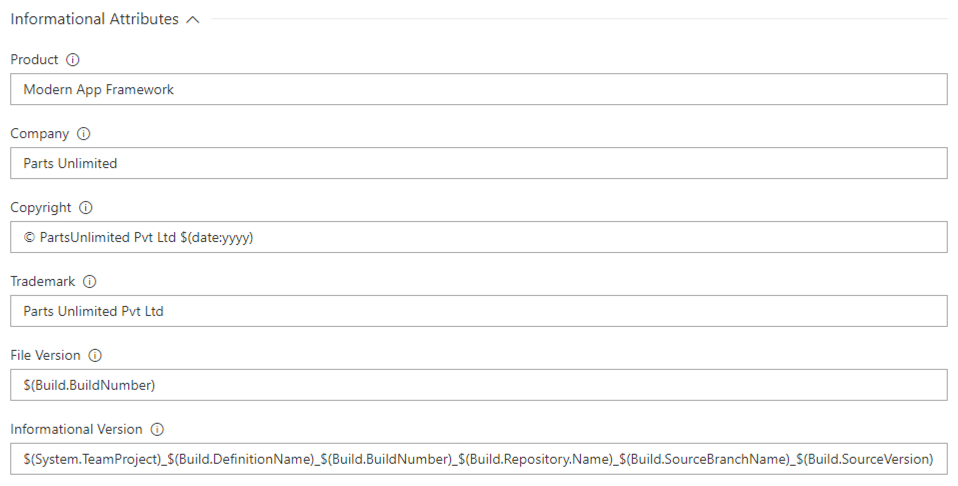 Informational Attributes
Product
Modern App Framework
Company
Parts Unlimited
Copyright
© PartsUnlimited Pvt Ltd $(date:yyyy)
Trademark
Parts Unlimited Pvt Ltd
File Version
$(Build.BuildNumber)
Informational Version
$(System.TeamProject)_$(Build.DefinitionName)_$(Build.BuildNumber)_$(Build.Repository.Name)_$(Build.SourceBranchName)_$(Build.SourceVersion)